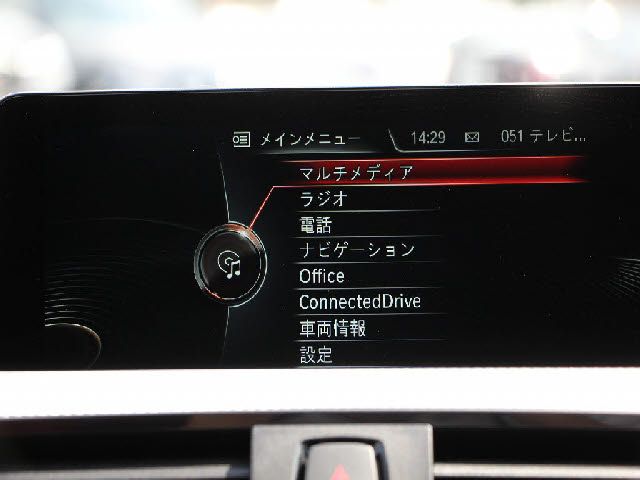 メインメニュー 14:29 051 テレビ...
マルチメディア
ラジオ
電話
ナビゲーション
Office
ConnectedDrive
車両情報
設定